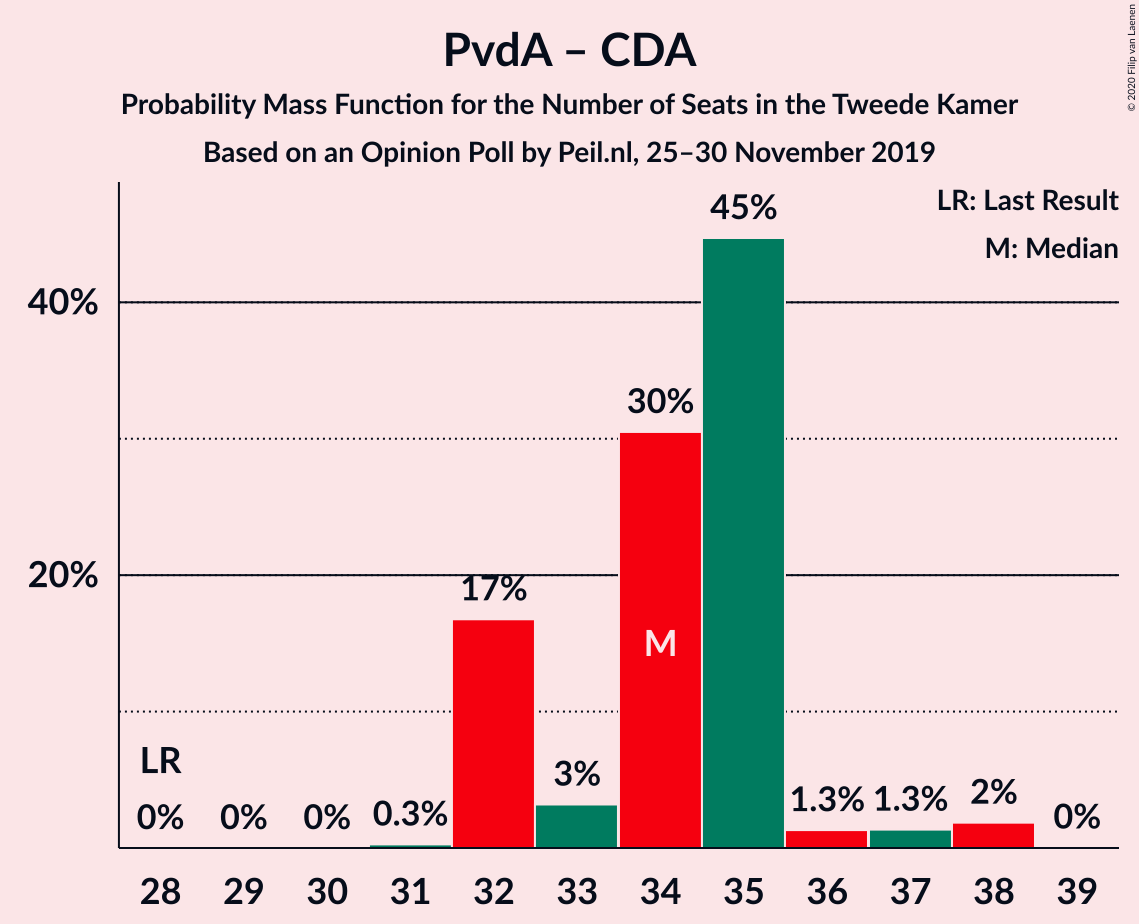 PvdA – CDA
Probability Mass Function for the Number of Seats in the Tweede Kamer
Based on an Opinion Poll by Peil.nl, 25–30 November 2019
© 2020 Filip van Laenen
LR: Last Result
M: Median
45%
40%
30%
20%
17%
M
LR
0%
0%
0%
0.3%
3%
1.3%
1.3%
2%
0%
28 29 30 31 32 33 34 35 36 37 38 39